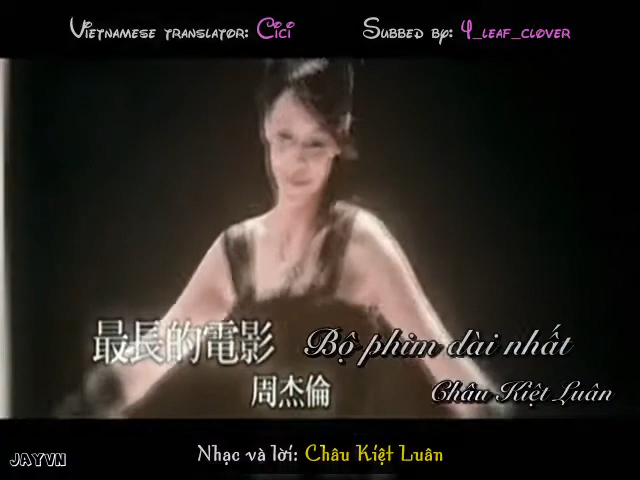 Vietnamese translator: Cici
Subbed by: 4_leaf_clover
最長的電影
Bộ phim dài nhất
周杰倫
Châu Kiệt Luân
Nhạc và lời: Châu Kiệt Luân
JAYVN